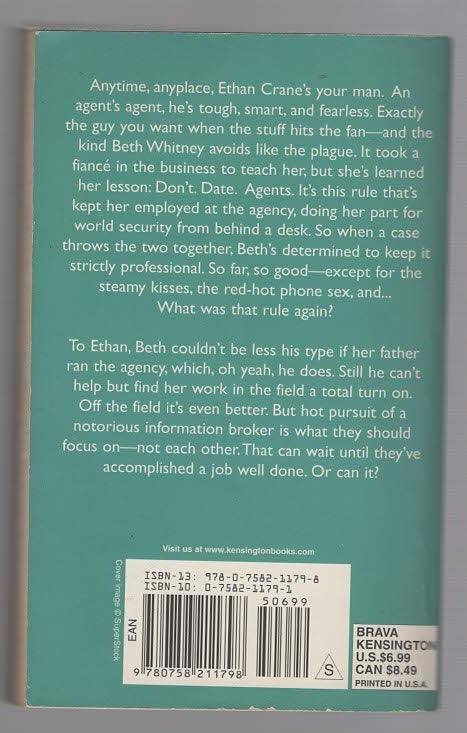 Anytime, anyplace, Ethan Crane's your man. An
agent's agent, he's tough, smart, and fearless. Exactly
the guy you want when the stuff hits the fan—and the
kind Beth Whitney avoids like the plague. It took a
fiancé in the business to teach her, but she's learned
her lesson: Don't. Date. Agents. It's this rule that's
kept her employed at the agency, doing her part for
world security from behind a desk. So when a case
throws the two together, Beth's determined to keep it
strictly professional. So far, so good—except for the
steamy kisses, the red-hot phone sex, and...
What was that rule again?
To Ethan, Beth couldn't be less his type if her father
ran the agency, which, oh yeah, he does. Still he can't
help but find her work in the field a total turn on.
Off the field it's even better. But hot pursuit of a
notorious information broker is what they should
focus on—not each other. That can wait until they've
accomplished a job well done. Or can it?
Visit us at www.kensingtonbooks.com
Cover image © SuperStock
ISBN-13: 978-0-7582-1179-8
ISBN-10: 0-7582-1179-1
50699
EAN
9 780758 211798
S
BRAVA
KENSINGTON
U.S.$6.99
CAN $8.49
PRINTED IN U.S.A.